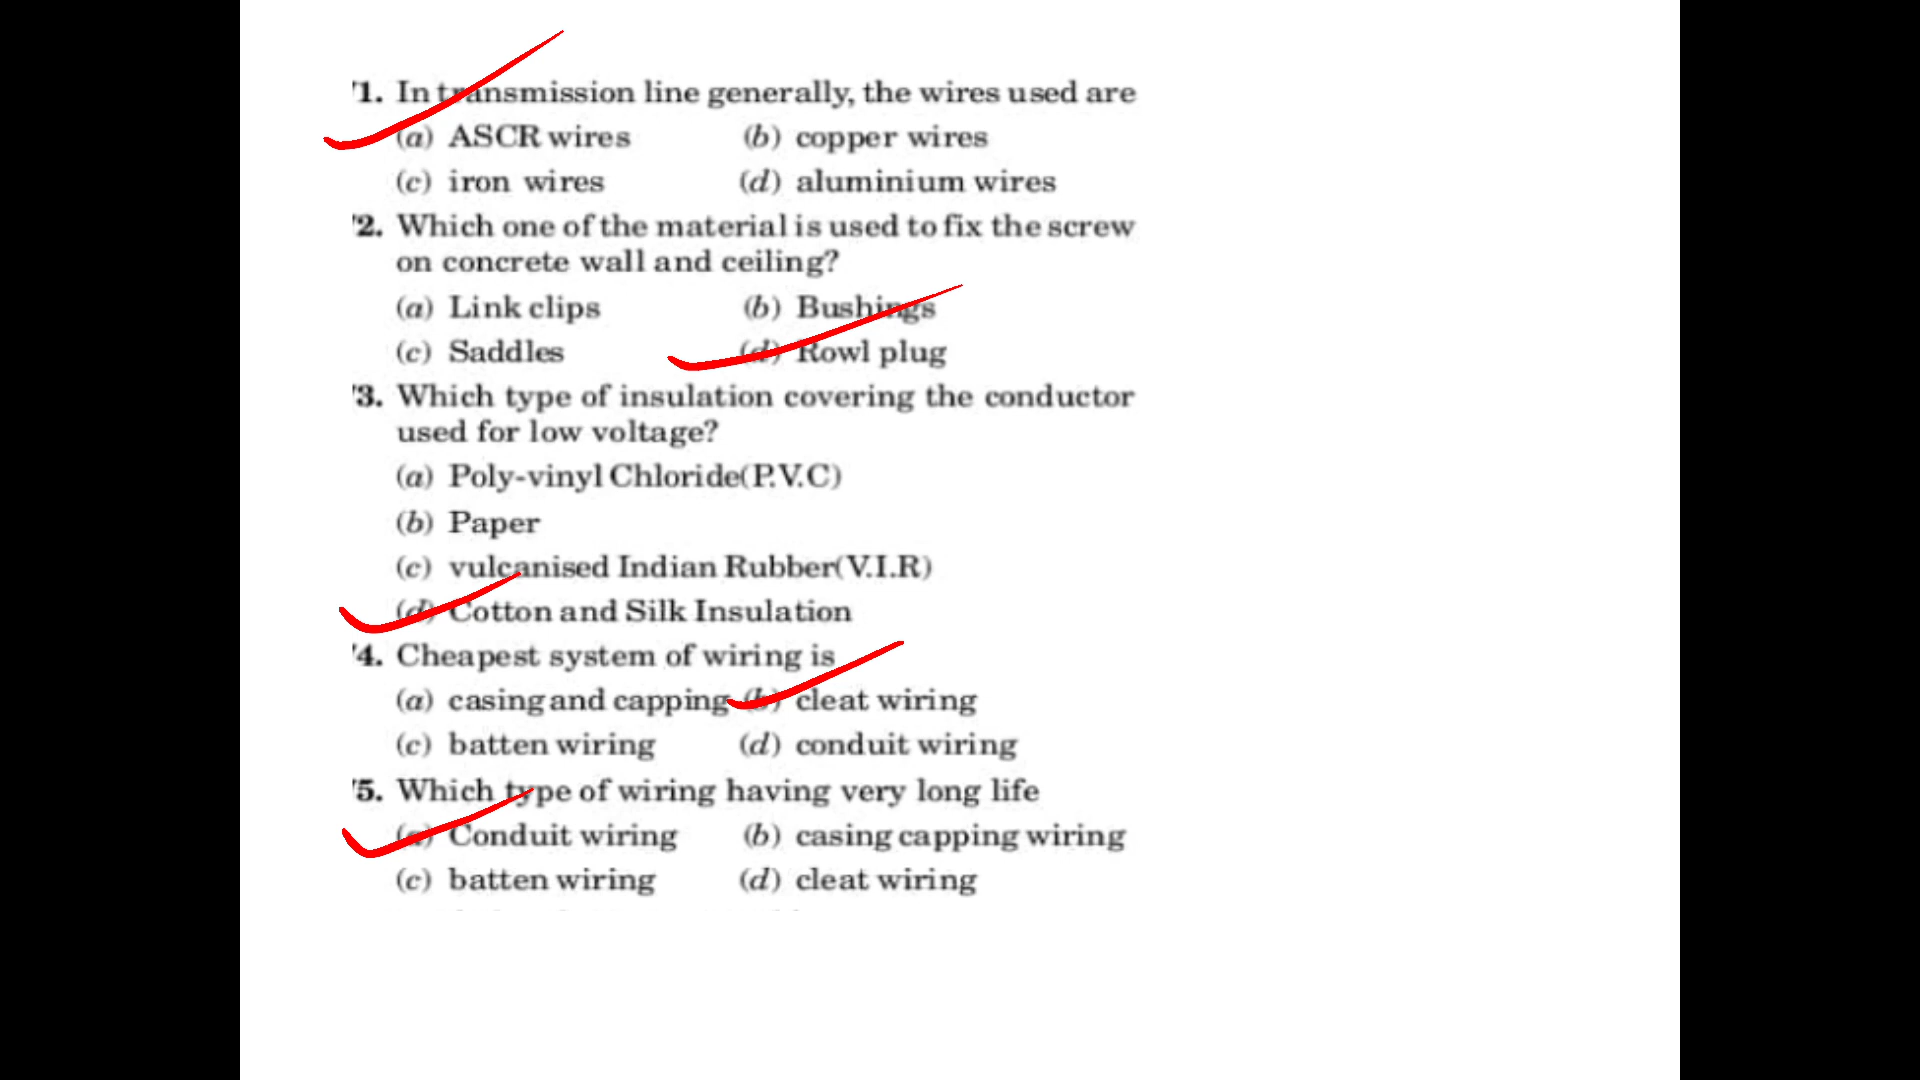 '1. In transmission line generally, the wires used are
(a) ASCR wires (b) copper wires
(c) iron wires (d) aluminium wires
'2. Which one of the material is used to fix the screw
on concrete wall and ceiling?
(a) Link clips (b) Bushings
(c) Saddles (d) Rowl plug
'3. Which type of insulation covering the conductor
used for low voltage?
(a) Poly-vinyl Chloride(P.V.C)
(b) Paper
(c) vulcanised Indian Rubber(V.I.R)
(d) Cotton and Silk Insulation
'4. Cheapest system of wiring is
(a) casing and capping (b) cleat wiring
(c) batten wiring (d) conduit wiring
'5. Which type of wiring having very long life
(a) Conduit wiring (b) casing capping wiring
(c) batten wiring (d) cleat wiring